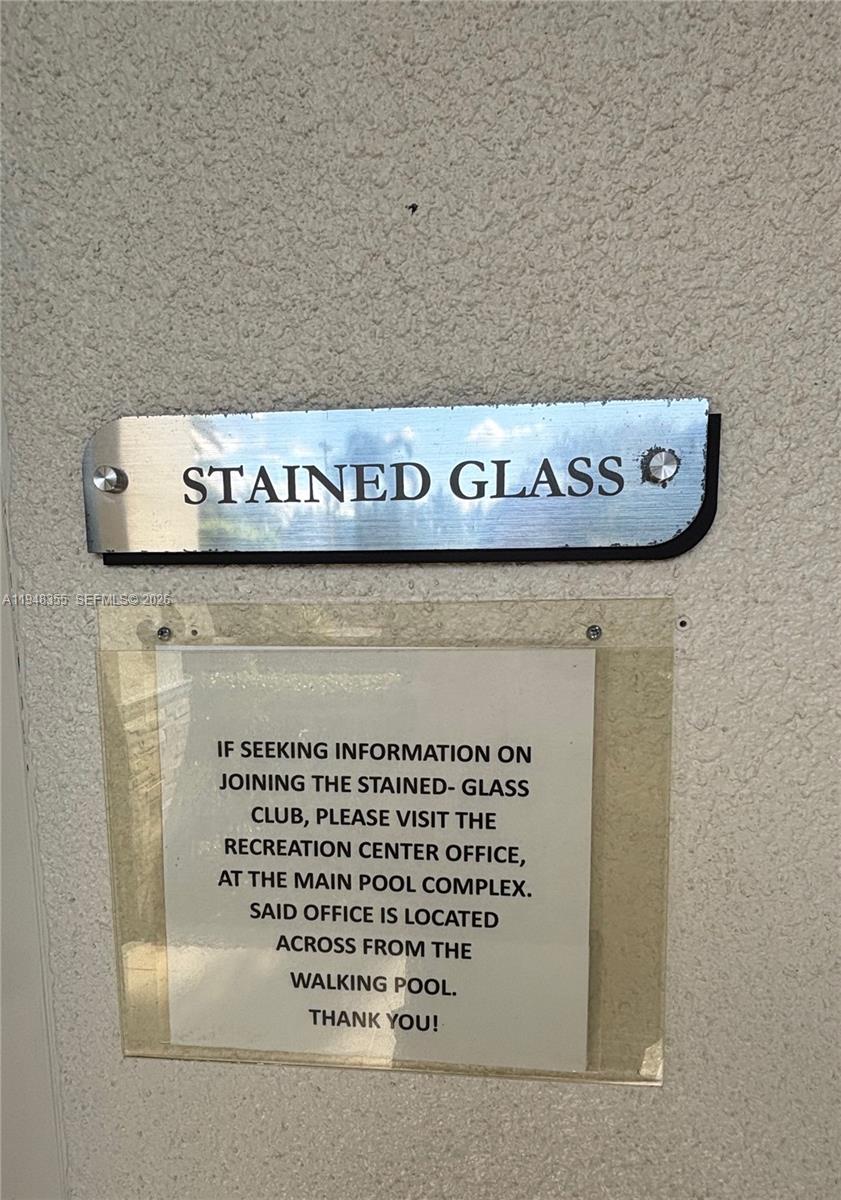 STAINED GLASS
A11948355 SEFMLS© 2026
IF SEEKING INFORMATION ON
JOINING THE STAINED- GLASS
CLUB, PLEASE VISIT THE
RECREATION CENTER OFFICE,
AT THE MAIN POOL COMPLEX.
SAID OFFICE IS LOCATED
ACROSS FROM THE
WALKING POOL.
THANK YOU!